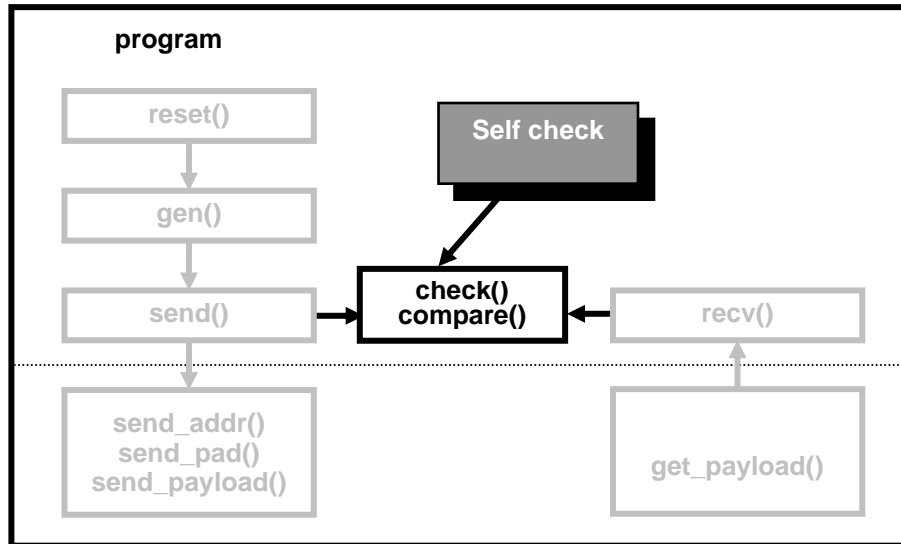 program
reset()
Self check
gen()
check()
compare()
send()
recv()
send_addr()
send_pad()
send_payload()
get_payload()